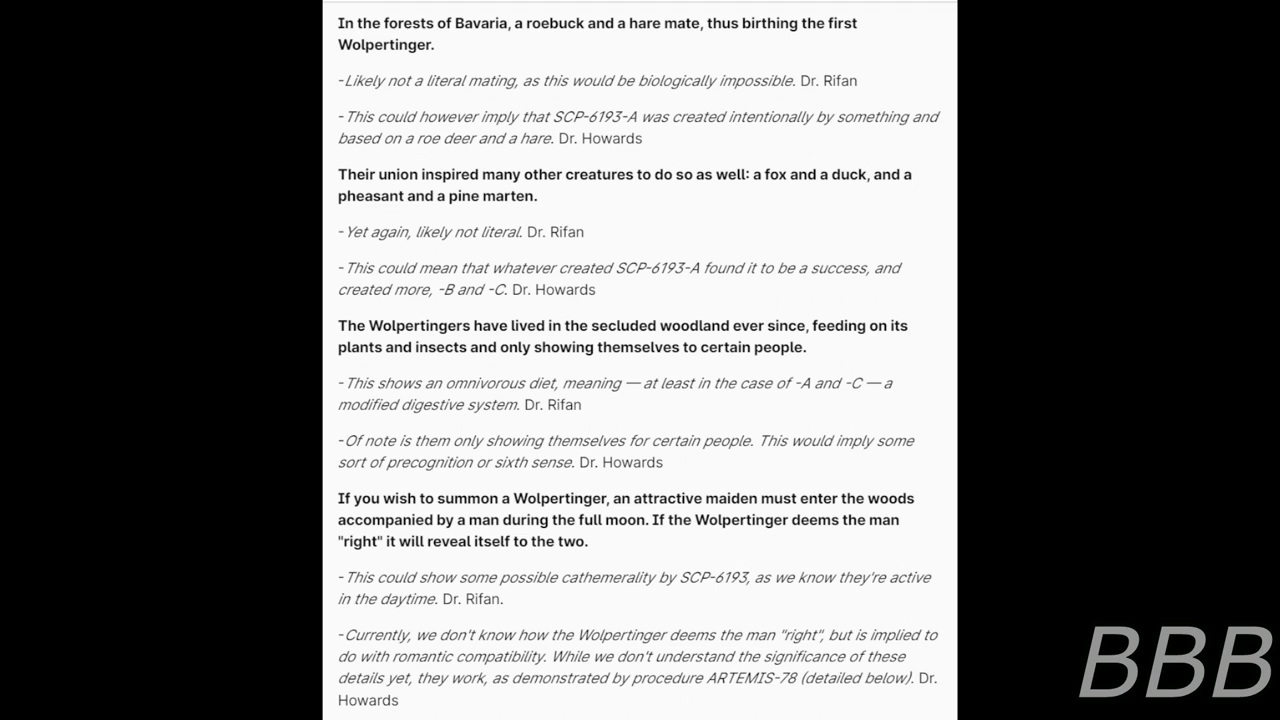 In the forests of Bavaria, a roebuck and a hare mate, thus birthing the first
Wolpertinger.
-Likely not a literal mating, as this would be biologically impossible. Dr. Rifan
-This could however imply that SCP-6193-A was created intentionally by something and
based on a roe deer and a hare. Dr. Howards
Their union inspired many other creatures to do so as well: a fox and a duck, and a
pheasant and a pine marten.
-Yet again, likely not literal. Dr. Rifan
-This could mean that whatever created SCP-6193-A found it to be a success, and
created more, -B and -C. Dr. Howards
The Wolpertingers have lived in the secluded woodland ever since, feeding on its
plants and insects and only showing themselves to certain people.
-This shows an omnivorous diet, meaning — at least in the case of -A and -C — a
modified digestive system. Dr. Rifan
-Of note is them only showing themselves for certain people. This would imply some
sort of precognition or sixth sense. Dr. Howards
If you wish to summon a Wolpertinger, an attractive maiden must enter the woods
accompanied by a man during the full moon. If the Wolpertinger deems the man
"right" it will reveal itself to the two.
-This could show some possible cathemerality by SCP-6193, as we know they're active
in the daytime. Dr. Rifan.
-Currently, we don't know how the Wolpertinger deems the man "right", but is implied to
do with romantic compatibility. While we don't understand the significance of these
details yet, they work, as demonstrated by procedure ARTEMIS-78 (detailed below). Dr.
Howards
BBB